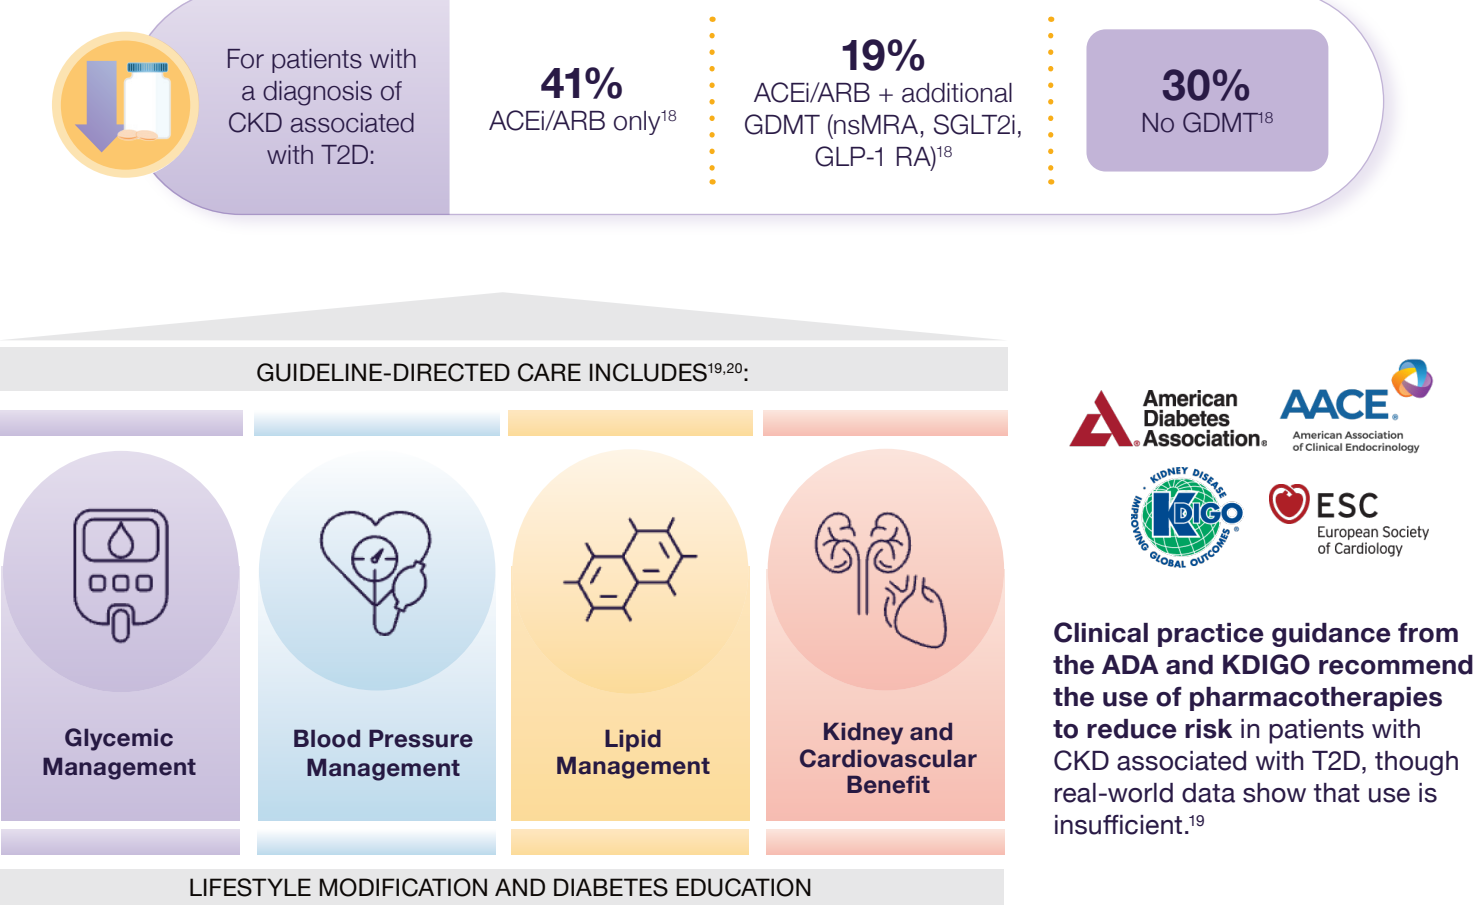 For patients with
a diagnosis of
CKD associated
with T2D:
41%
ACEi/ARB only18
19%
ACEi/ARB + additional
GDMT (nsMRA, SGLT2i,
GLP-1 RA)18
30%
No GDMT18
GUIDELINE-DIRECTED CARE INCLUDES19,20:
Glycemic
Management
Blood Pressure
Management
Lipid
Management
Kidney and
Cardiovascular
Benefit
LIFESTYLE MODIFICATION AND DIABETES EDUCATION
American
Diabetes
Association®
AACE®
American Association
of Clinical Endocrinology
KIDNEY DISEASE
KDIGO®
IMPROVING GLOBAL OUTCOMES
ESC
European Society
of Cardiology
Clinical practice guidance from
the ADA and KDIGO recommend
the use of pharmacotherapies
to reduce risk in patients with
CKD associated with T2D, though
real-world data show that use is
insufficient.19